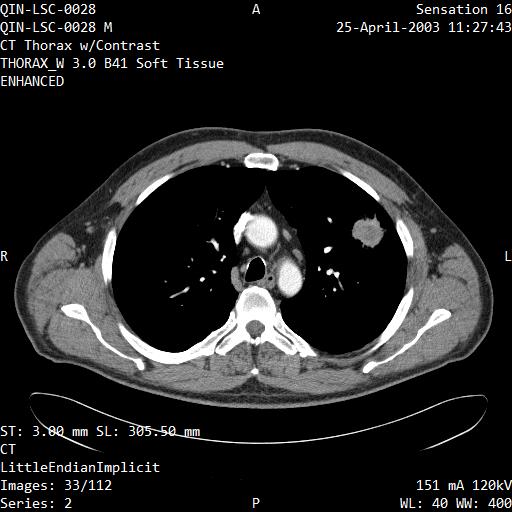 QIN-LSC-0028
A
Sensation 16
QIN-LSC-0028 M
25-April-2003 11:27:43
CT Thorax w/Contrast
THORAX_W 3.0 B41 Soft Tissue
ENHANCED
R
L
ST: 3.00 mm SL: 305.50 mm
CT
LittleEndianImplicit
Images: 33/112
151 mA 120kV
Series: 2
P
WL: 40 WW: 400